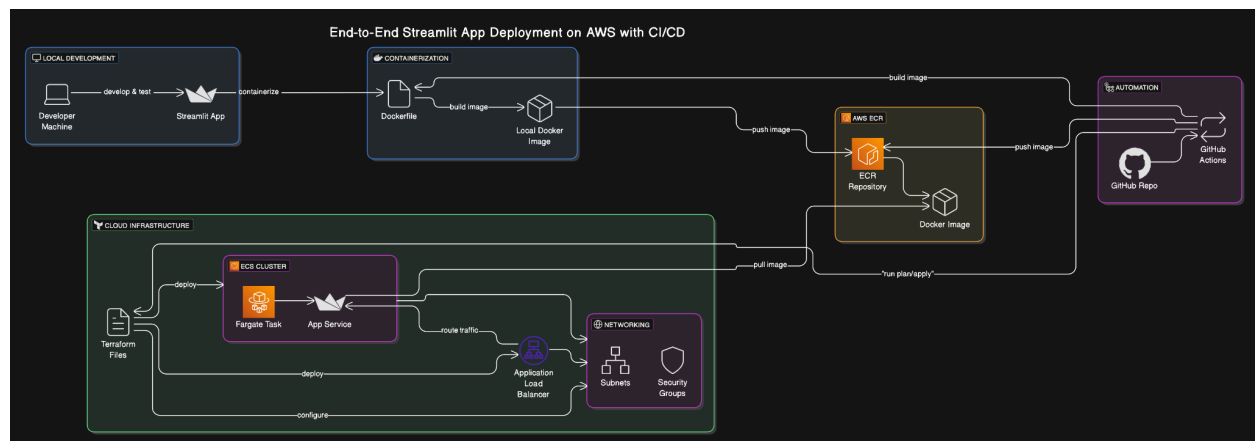 End-to-End Streamlit App Deployment on AWS with CI/CD
LOCAL DEVELOPMENT
Developer
Machine
develop & test
Streamlit App
containerize
CONTAINERIZATION
Dockerfile
build image
Local Docker
Image
build image
push image
AWS ECR
ECR
Repository
Docker Image
push image
AUTOMATION
GitHub
Actions
GitHub Repo
CLOUD INFRASTRUCTURE
ECS CLUSTER
deploy
Fargate Task
App Service
pull image
"run plan/apply"
Terraform
Files
route traffic
deploy
configure
Application
Load
Balancer
NETWORKING
Subnets
Security
Groups